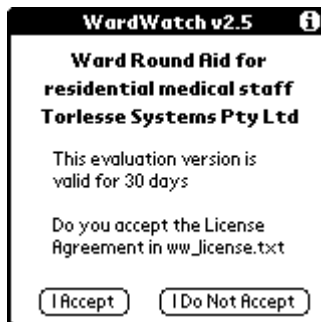 WardWatch v2.5 i
Ward Round Aid for
residential medical staff
Torlesse Systems Pty Ltd
This evaluation version is
valid for 30 days
Do you accept the License
Agreement in ww_license.txt
I Accept
I Do Not Accept